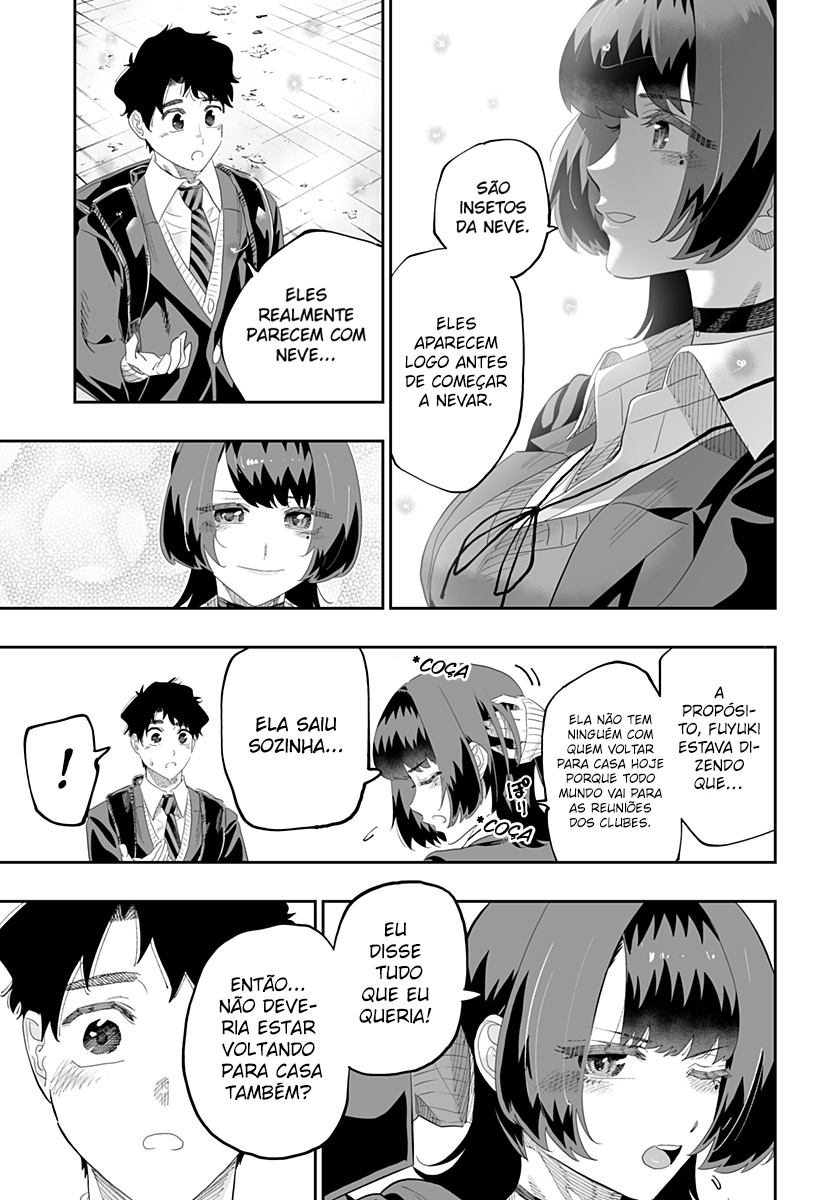 SÃO
INSETOS
DA NEVE.
ELES
APARECEM
LOGO ANTES
DE COMEÇAR
A NEVAR.
ELES
REALMENTE
PARECEM COM
NEVE...
A
PROPÓSI-
TO, FUYUKI
ESTAVA DI-
ZENDO
QUE...
ELA NÃO TEM
NINGUÉM COM
QUEM VOLTAR
PARA CASA HOJE
PORQUE TODO
MUNDO VAI PARA
AS REUNIÕES
DOS CLUBES.
*COÇA
ぽり
*COÇA
ELA SAIU
SOZINHA...
!
EU
DISSE
TUDO
QUE EU
QUERIA!
ENTÃO...
NÃO DEVE-
RIA ESTAR
VOLTANDO
PARA CASA
TAMBÉM?